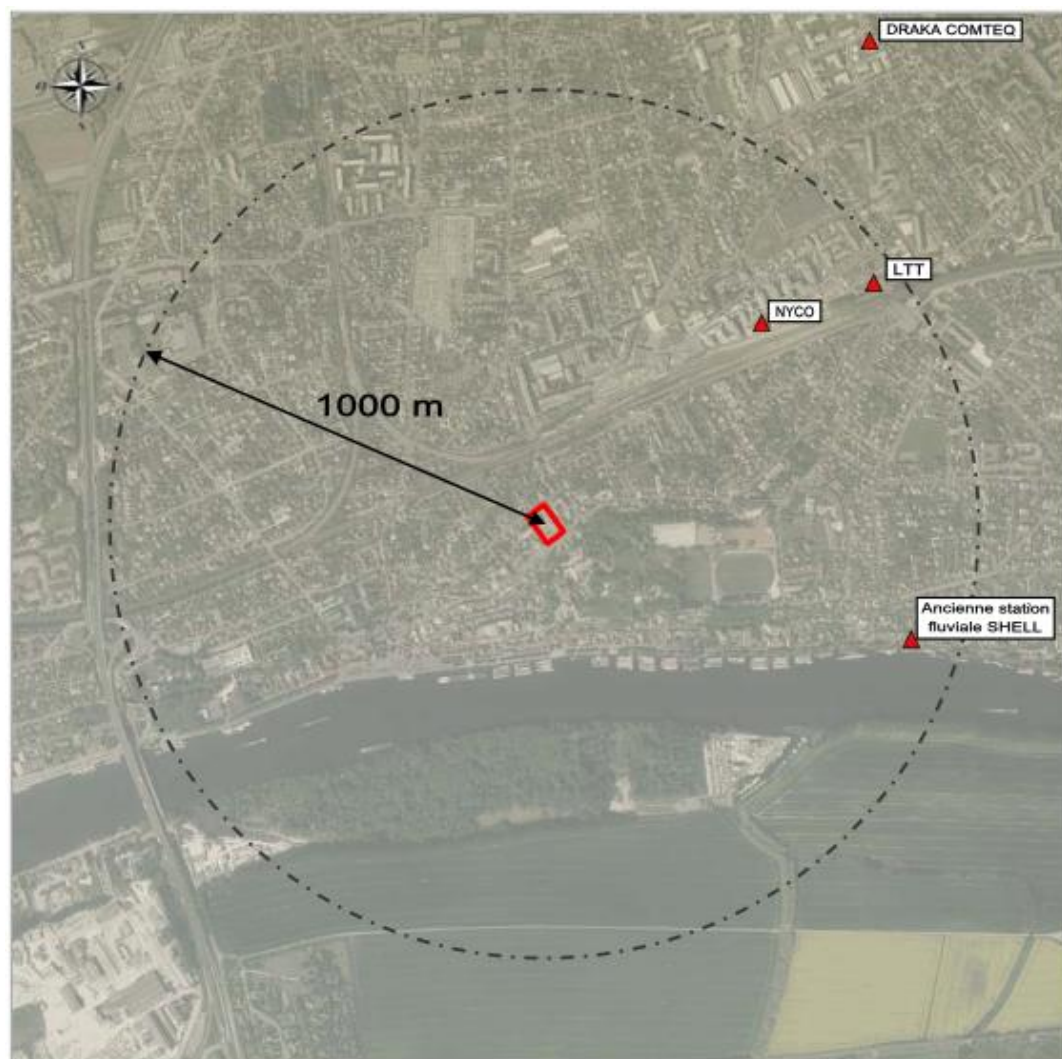 DRAKA COMTEQ
LTT
NYCO
1000 m
Ancienne station
fluviale SHELL